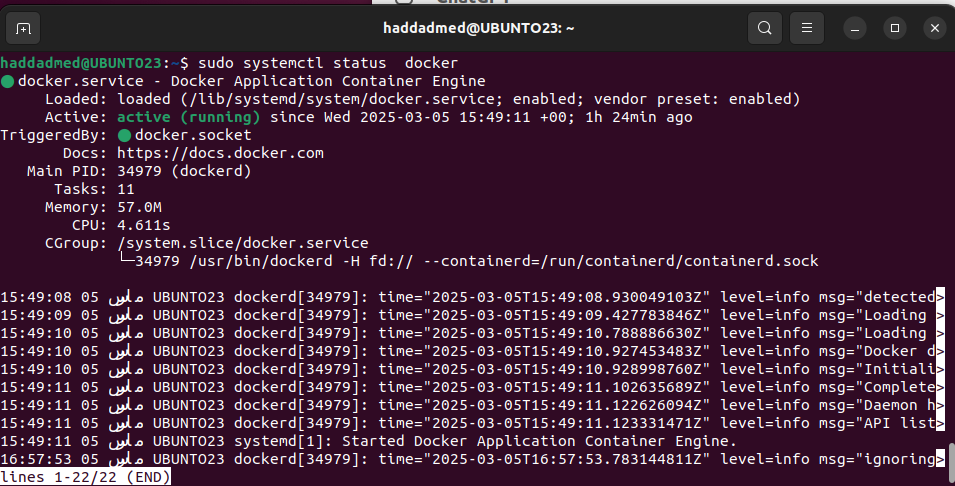 haddadmed@UBUNTO23: ~
haddadmed@UBUNTO23:~$ sudo systemctl status  docker
● docker.service - Docker Application Container Engine
     Loaded: loaded (/lib/systemd/system/docker.service; enabled; vendor preset: enabled)
     Active: active (running) since Wed 2025-03-05 15:49:11 +00; 1h 24min ago
TriggeredBy: ● docker.socket
       Docs: https://docs.docker.com
   Main PID: 34979 (dockerd)
      Tasks: 11
     Memory: 57.0M
        CPU: 4.611s
     CGroup: /system.slice/docker.service
             └─34979 /usr/bin/dockerd -H fd:// --containerd=/run/containerd/containerd.sock
15:49:08 05 مارس UBUNTO23 dockerd[34979]: time="2025-03-05T15:49:08.930049103Z" level=info msg="detected>
15:49:09 05 مارس UBUNTO23 dockerd[34979]: time="2025-03-05T15:49:09.427783846Z" level=info msg="Loading >
15:49:10 05 مارس UBUNTO23 dockerd[34979]: time="2025-03-05T15:49:10.788886630Z" level=info msg="Loading >
15:49:10 05 مارس UBUNTO23 dockerd[34979]: time="2025-03-05T15:49:10.927453483Z" level=info msg="Docker d>
15:49:10 05 مارس UBUNTO23 dockerd[34979]: time="2025-03-05T15:49:10.928998760Z" level=info msg="Initiali>
15:49:11 05 مارس UBUNTO23 dockerd[34979]: time="2025-03-05T15:49:11.102635689Z" level=info msg="Complete>
15:49:11 05 مارس UBUNTO23 dockerd[34979]: time="2025-03-05T15:49:11.122626094Z" level=info msg="Daemon h>
15:49:11 05 مارس UBUNTO23 dockerd[34979]: time="2025-03-05T15:49:11.123331471Z" level=info msg="API list>
15:49:11 05 مارس UBUNTO23 systemd[1]: Started Docker Application Container Engine.
16:57:53 05 مارس UBUNTO23 dockerd[34979]: time="2025-03-05T16:57:53.783144811Z" level=info msg="ignoring>
lines 1-22/22 (END)